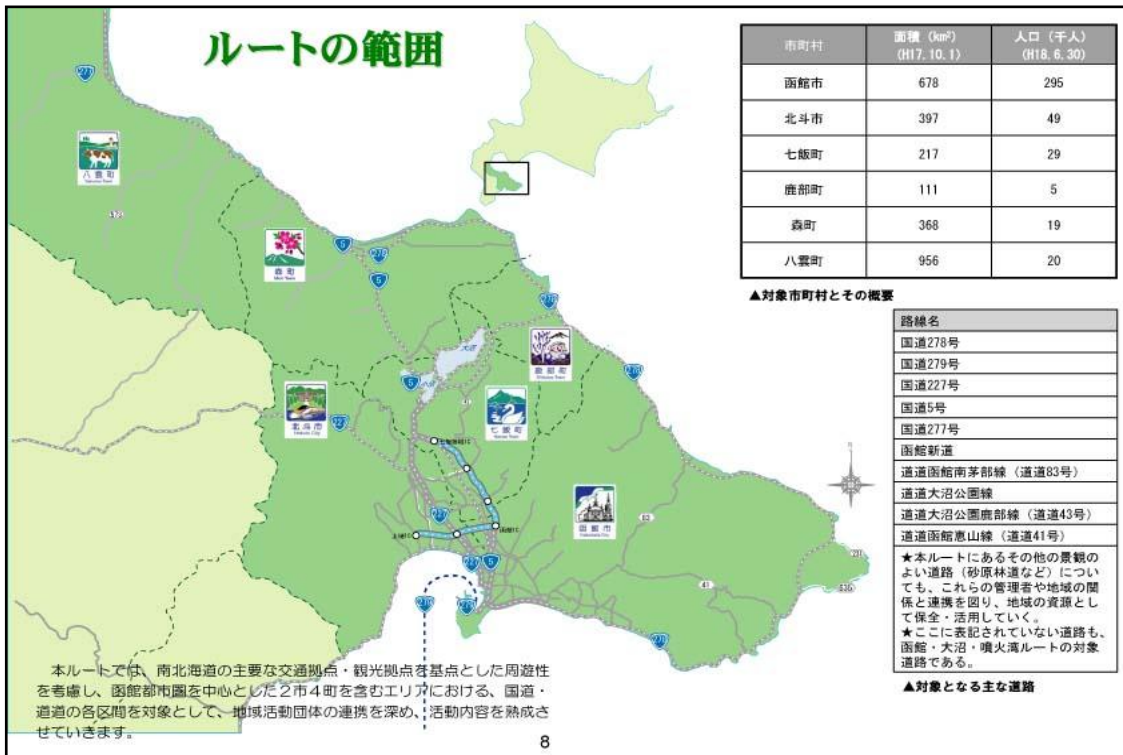 ルートの範囲
市町村 面積 (km²) (H17.10.1) 人口 (千人) (H18.6.30)
函館市 678 295
北斗市 397 49
七飯町 217 29
鹿部町 111 5
森町 368 19
八雲町 956 20
▲対象市町村とその概要
路線名
国道278号
国道279号
国道227号
国道5号
国道277号
函館新道
道道函館南茅部線（道道83号）
道道大沼公園線
道道大沼公園鹿部線（道道43号）
道道函館恵山線（道道41号）
★本ルートにあるその他の景観の
よい道路（砂原林道など）につい
ても、これらの管理者や地域の関
係と連携を図り、地域の資源とし
て保全・活用していく。
★ここに表記されていない道路も、
函館・大沼・噴火湾ルートの対象
道路である。
▲対象となる主な道路
277
八雲町
森町
5
278
5
278
大沼
鹿部町
5
278
北斗市
227
七飯町
函館市
83
227
227
5
41
278
279
本ルートでは、南北海道の主要な交通拠点・観光拠点を基点とした周遊性
を考慮し、函館都市圏を中心とした２市４町を含むエリアにおける、国道・
道道の各区間を対象として、地域活動団体の連携を深め、活動内容を熟成さ
せていきます。
8